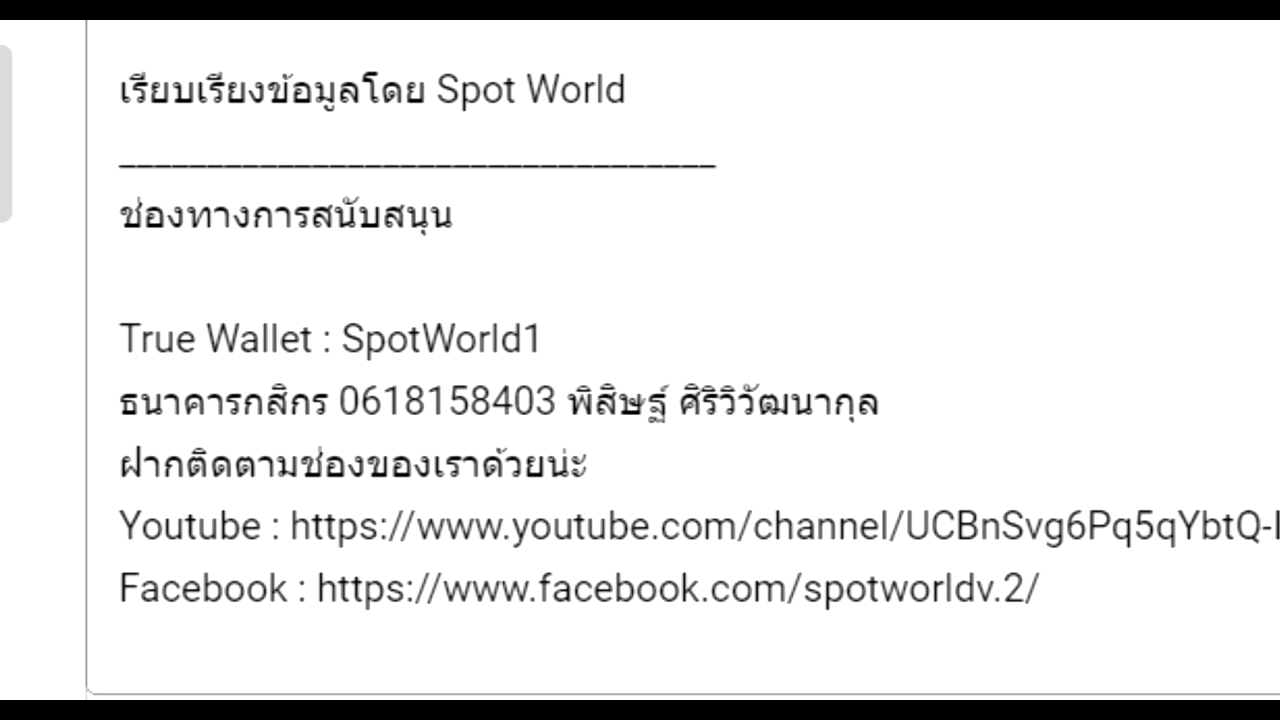 เรียบเรียงข้อมูลโดย Spot World
__________________________________
ช่องทางการสนับสนุน
True Wallet : SpotWorld1
ธนาคารกสิกร 0618158403 พิสิษฐ์ ศิริวิวัฒนากุล
ฝากติดตามช่องของเราด้วยน่ะ
Youtube : https://www.youtube.com/channel/UCBnSvg6Pq5qYbtQ-
Facebook : https://www.facebook.com/spotworldv.2/